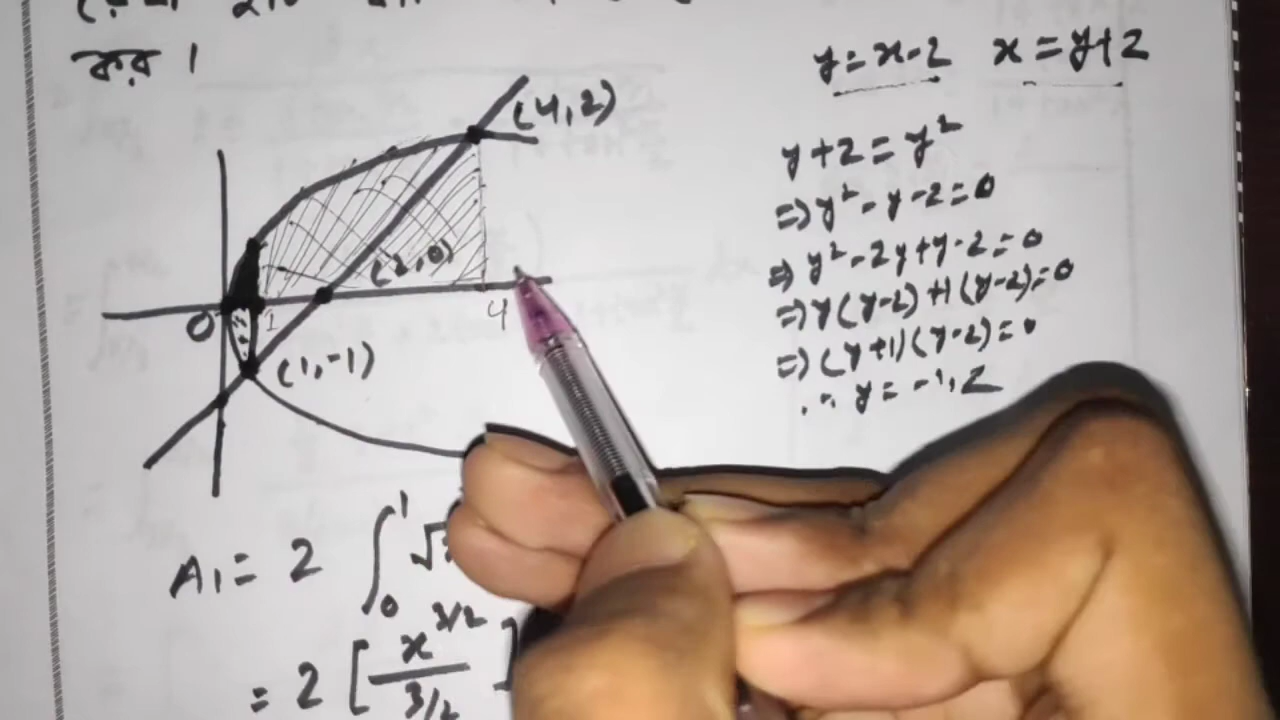 কর ।
y=x-2 x=y+2
(4,2)
y+2=y²
⇒y²-y-2=0
⇒ y²-2y+y-2=0
(2,0)
⇒y(y-2)+1(y-2)=0
0 1 4
⇒(y+1)(y-2)=0
(1,-1)
∴ y=-1,2
A₁= 2 ∫₀¹ √
= 2 [x^{3/2}/3/2]